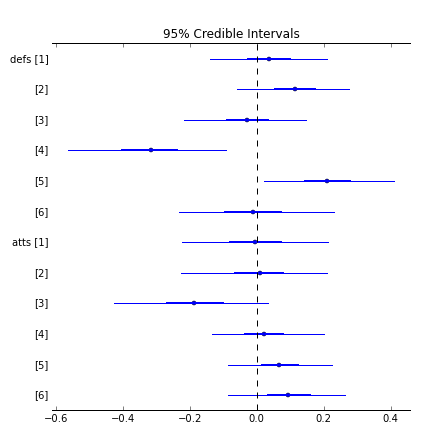 95% Credible Intervals
defs [1]
[2]
[3]
[4]
[5]
[6]
atts [1]
[2]
[3]
[4]
[5]
[6]
−0.6 −0.4 −0.2 0.0 0.2 0.4